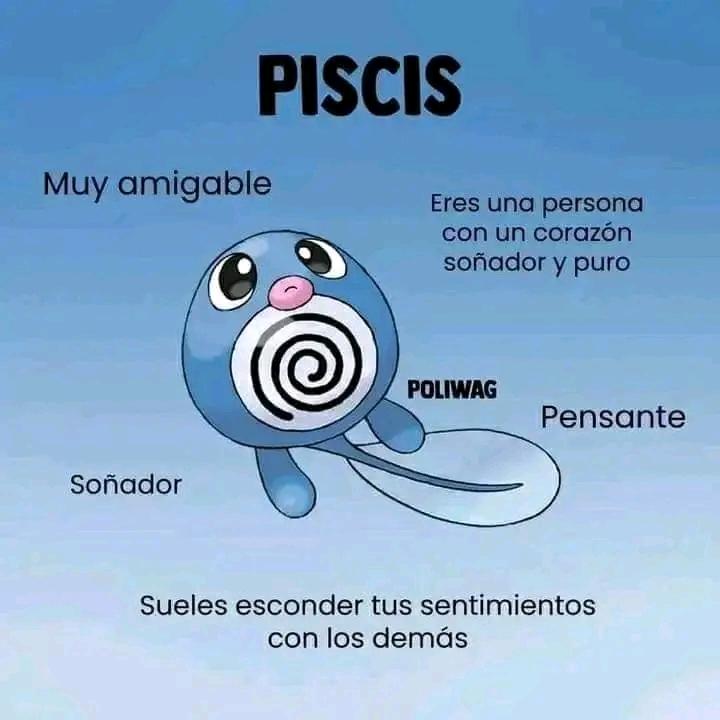 PISCIS
Muy amigable
Eres una persona
con un corazón
soñador y puro
POLIWAG
Pensante
Soñador
Sueles esconder tus sentimientos
con los demás